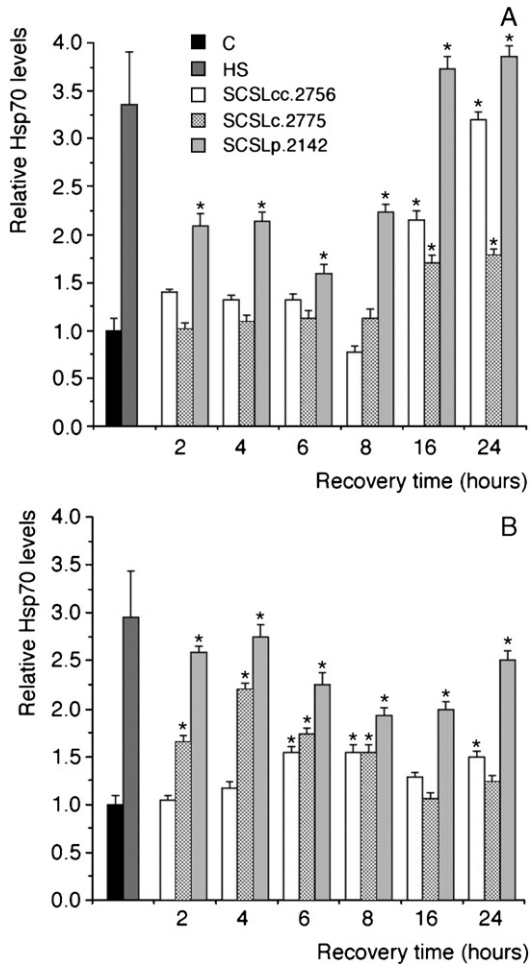 A
Relative Hsp70 levels
4.0
3.5
3.0
2.5
2.0
1.5
1.0
0.5
0.0
C
HS
SCSLcc.2756
SCSLc.2775
SCSLp.2142
* * * * * * * * * *
2 4 6 8 16 24
Recovery time (hours)
B
Relative Hsp70 levels
4.0
3.5
3.0
2.5
2.0
1.5
1.0
0.5
0.0
* * * * * * * * * * * * *
2 4 6 8 16 24
Recovery time (hours)